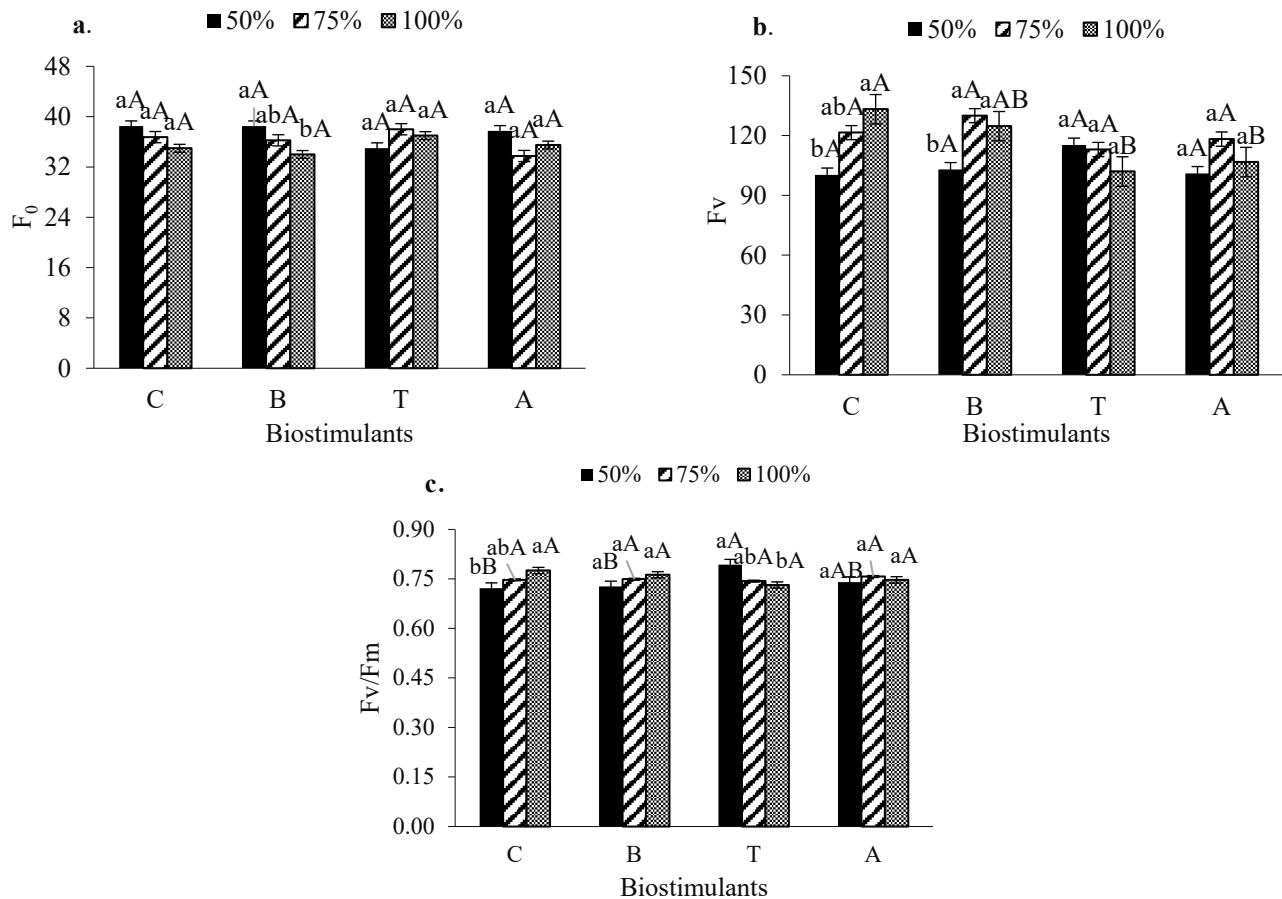 a.
50% 75% 100%
48
40
32
24
16
8
0
F0
aA aA aA
aA abA bA
aA aA aA
aA aA aA
C B T A
Biostimulants
b.
50% 75% 100%
150
120
90
60
30
0
Fv
bA abA aA
bA aA aAB
aA aA aB
aA aA aB
C B T A
Biostimulants
c.
50% 75% 100%
0.90
0.75
0.60
0.45
0.30
0.15
0.00
Fv/Fm
bB abA aA
aB aA aA
aA abA bA
aAB aA aA
C B T A
Biostimulants